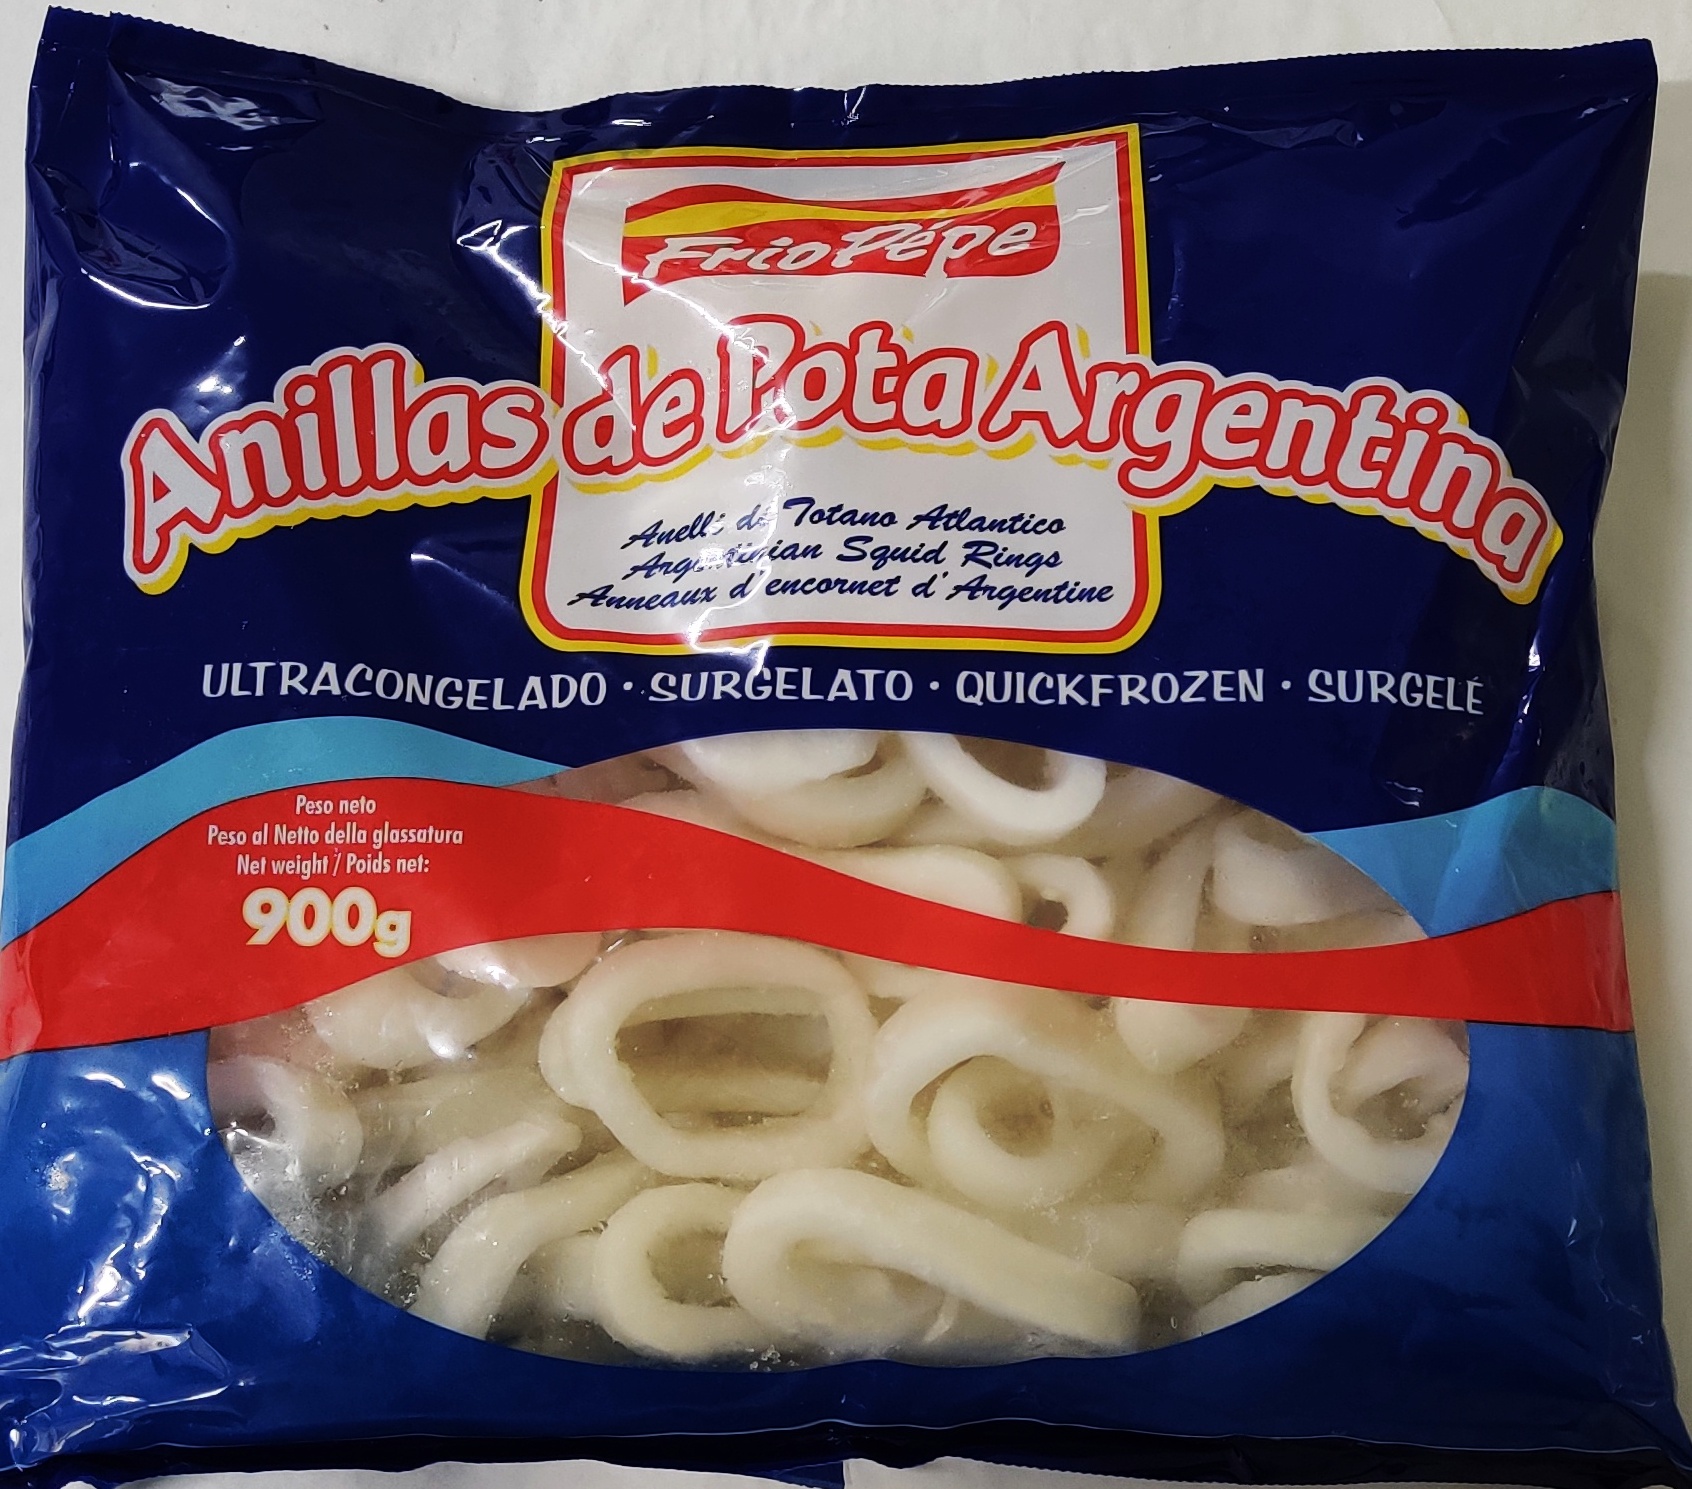 FrioPépe
Anillas de Pota Argentina
Anelli di Totano Atlantico
Argentinian Squid Rings
Anneaux d'encornet d'Argentine
ULTRACONGELADO • SURGELATO • QUICKFROZEN • SURGELÉ
Peso neto
Peso al Netto della glassatura
Net weight / Poids net:
900g